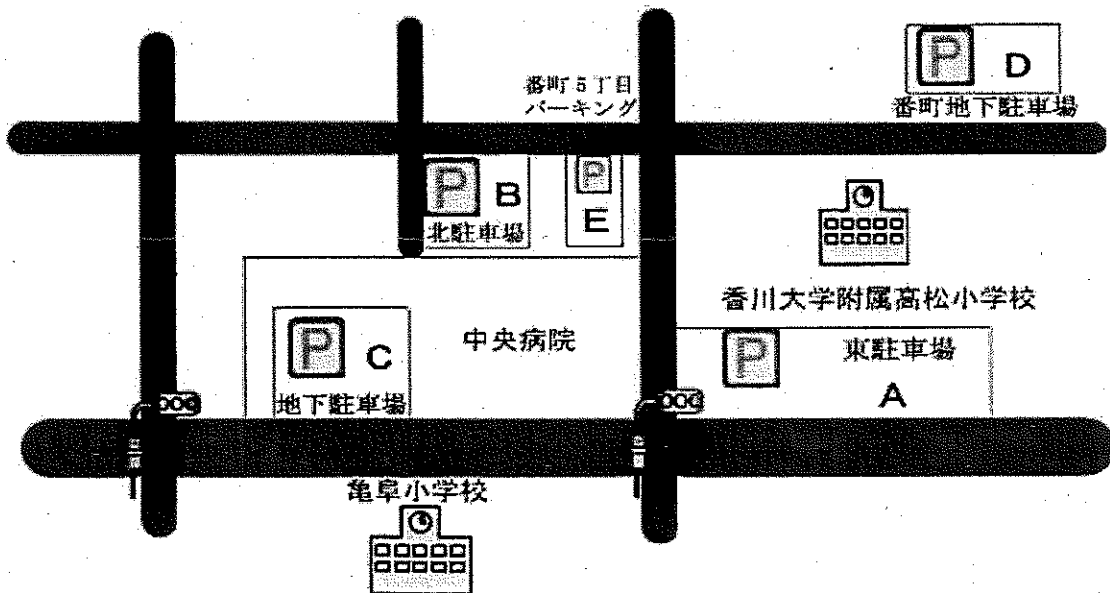 P D
番町5丁目
パーキング
番町地下駐車場
P B
P
E
北駐車場
香川大学附属高松小学校
P C
地下駐車場
中央病院
P 東駐車場
A
亀阜小学校